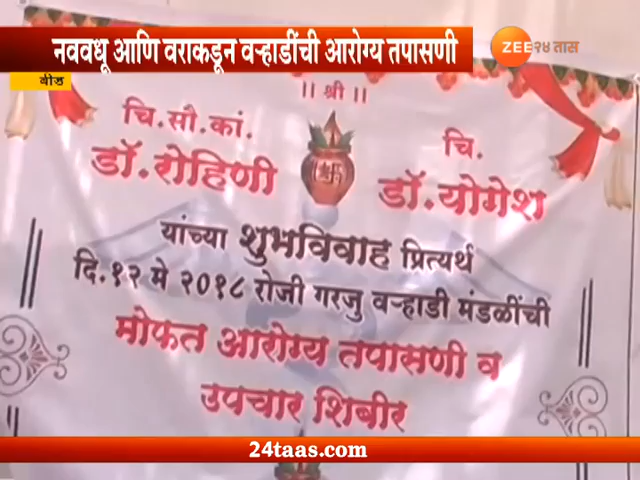 नववधू आणि वराकडून वऱ्हाडींची आरोग्य तपासणी
ZEE २४ तास
बीड
॥ श्री ॥
चि.सौ.कां.
डॉ.रोहिणी
चि.
डॉ.योगेश
यांच्या शुभविवाह प्रित्यर्थ
दि.१२ मे २०१८ रोजी गरजु वऱ्हाडी मंडळींची
मोफत आरोग्य तपासणी व
उपचार शिबीर
24taas.com